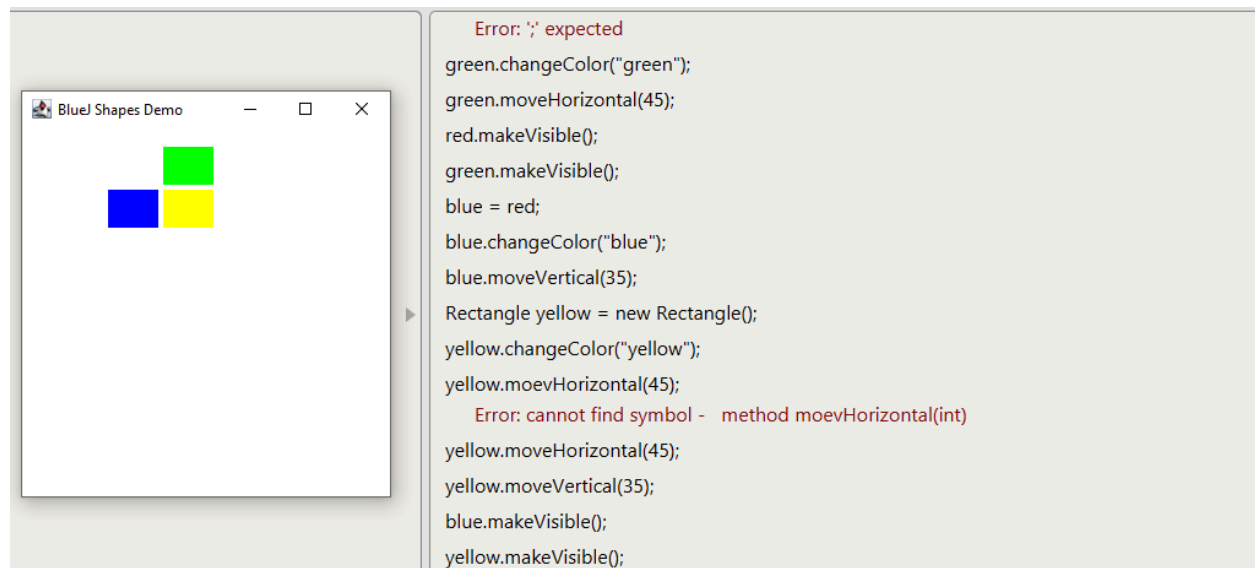 BlueJ Shapes Demo
Error: ';' expected
green.changeColor("green");
green.moveHorizontal(45);
red.makeVisible();
green.makeVisible();
blue = red;
blue.changeColor("blue");
blue.moveVertical(35);
Rectangle yellow = new Rectangle();
yellow.changeColor("yellow");
yellow.moevHorizontal(45);
Error: cannot find symbol -   method moevHorizontal(int)
yellow.moveHorizontal(45);
yellow.moveVertical(35);
blue.makeVisible();
yellow.makeVisible();